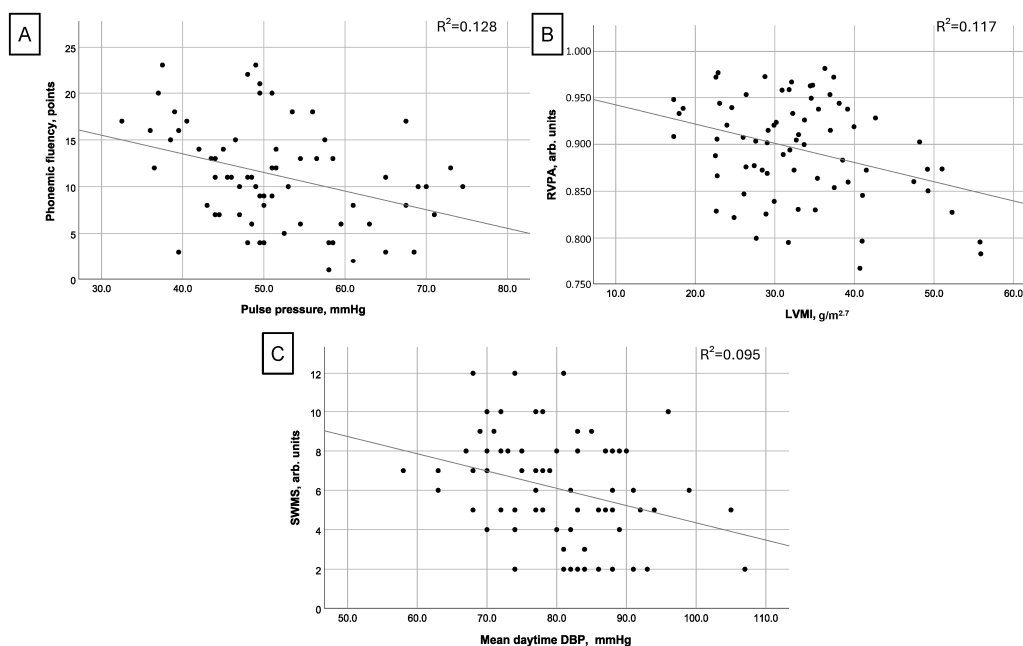 A
R²=0.128
Phonemic fluency, points
25
20
15
10
5
0
30.0 40.0 50.0 60.0 70.0 80.0
Pulse pressure, mmHg
B
R²=0.117
RVPA, arb. units
1.000
0.950
0.900
0.850
0.800
0.750
10.0 20.0 30.0 40.0 50.0 60.0
LVMI, g/m²·⁷
C
R²=0.095
SWMS, arb. units
12
10
8
6
4
2
0
50.0 60.0 70.0 80.0 90.0 100.0 110.0
Mean daytime DBP, mmHg